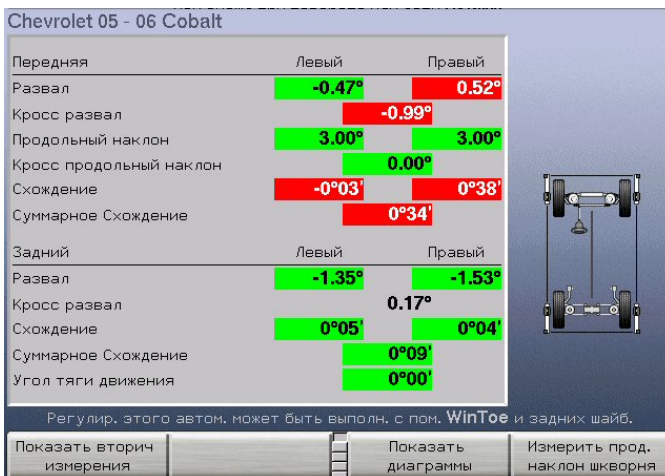 Chevrolet 05 - 06 Cobalt
Передняя Левый Правый
Развал -0.47° 0.52°
Кросс развал -0.99°
Продольный наклон 3.00° 3.00°
Кросс продольный наклон 0.00°
Схождение -0°03' 0°38'
Суммарное Схождение 0°34'
Задний Левый Правый
Развал -1.35° -1.53°
Кросс развал 0.17°
Схождение 0°05' 0°04'
Суммарное Схождение 0°09'
Угол тяги движения 0°00'
Регулир. этого автом. может быть выполн. с пом. WinToe и задних шайб.
Показать вторич Показать Измерить прод.
измерения диаграммы наклон шкворня